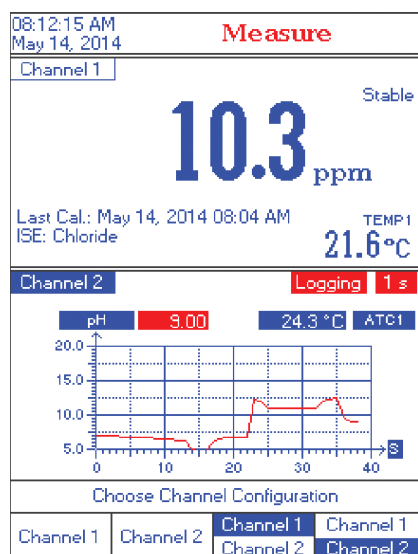 08:12:15 AM
May 14, 2014
Measure
Channel 1
Stable
10.3 ppm
Last Cal.: May 14, 2014 08:04 AM
ISE: Chloride
TEMP1
21.6°C
Channel 2
Logging 1 s
pH 9.00 24.3 °C ATC1
20.0
15.0
10.0
5.0
S
0 10 20 30 40
Choose Channel Configuration
Channel 1 Channel 2 Channel 1 Channel 1
Channel 2 Channel 2